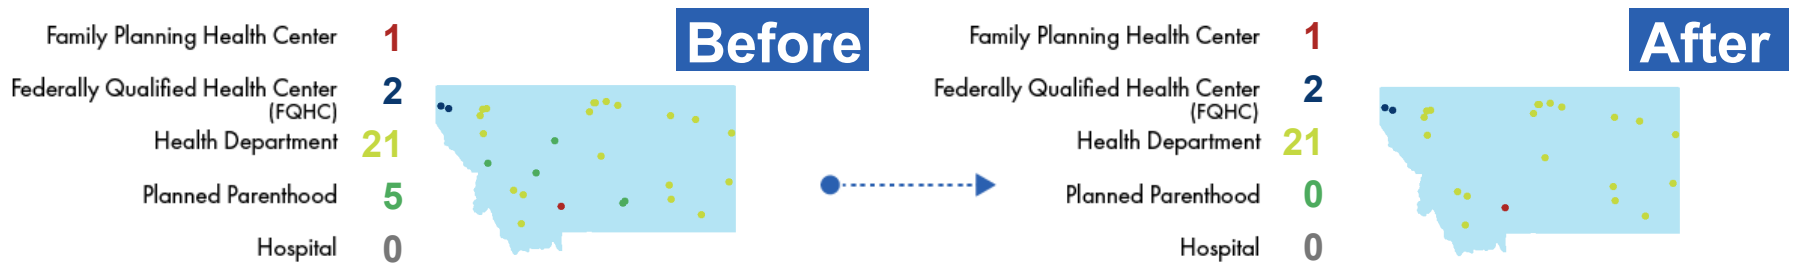 Before
Family Planning Health Center 1
Federally Qualified Health Center 2
(FQHC)
Health Department 21
Planned Parenthood 5
Hospital 0
After
Family Planning Health Center 1
Federally Qualified Health Center 2
(FQHC)
Health Department 21
Planned Parenthood 0
Hospital 0